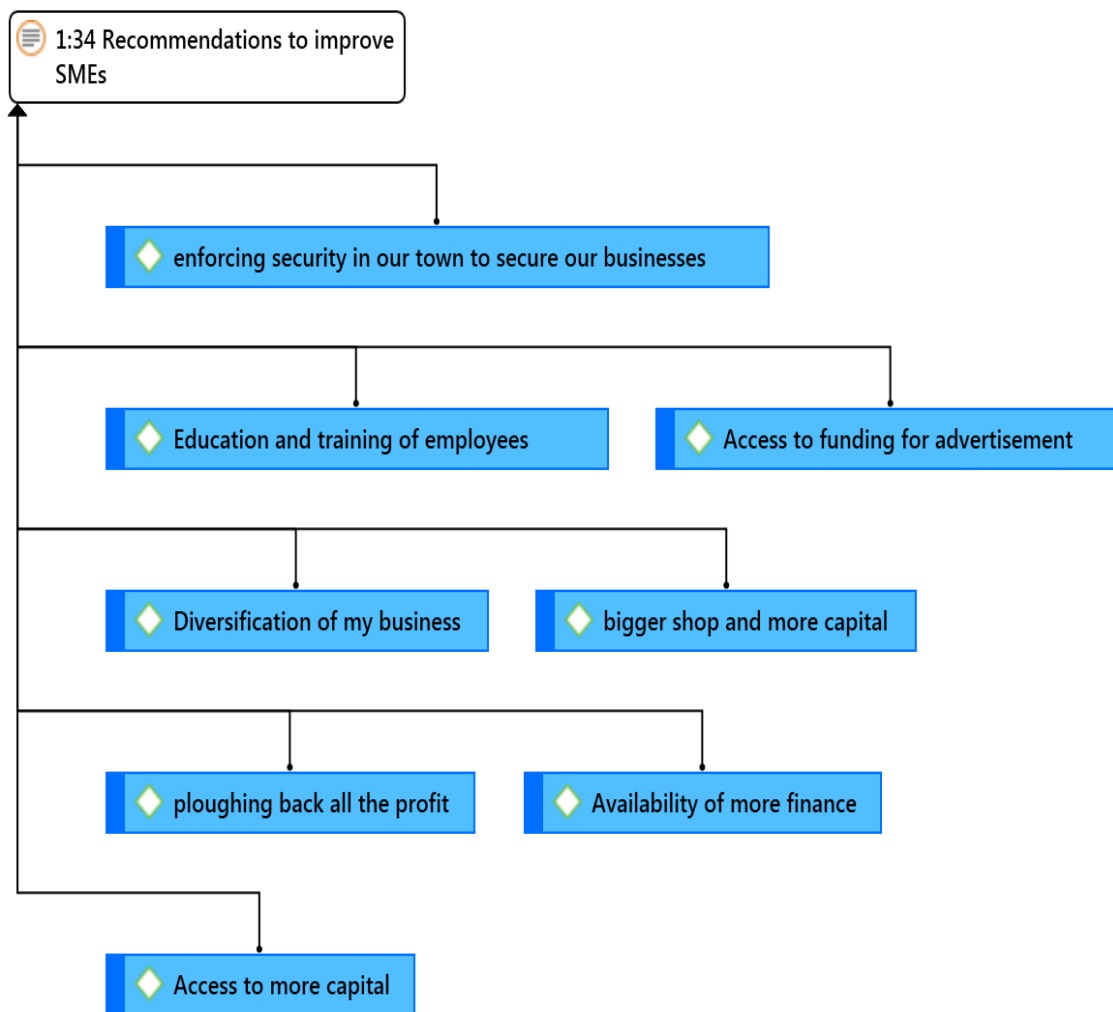 1:34 Recommendations to improve
SMEs
enforcing security in our town to secure our businesses
Education and training of employees
Access to funding for advertisement
Diversification of my business
bigger shop and more capital
ploughing back all the profit
Availability of more finance
Access to more capital